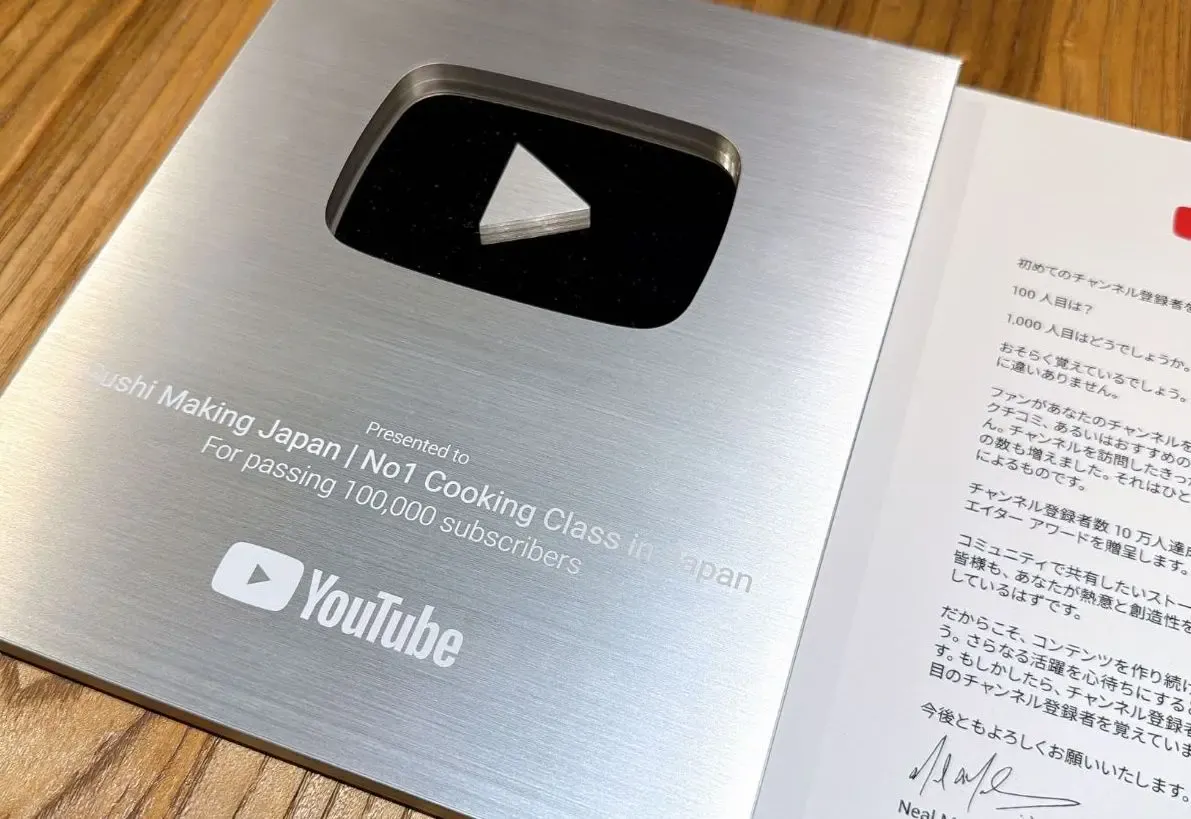 Presented to
Sushi Making Japan | No1 Cooking Class in Japan
For passing 100,000 subscribers
YouTube
初めてのチャンネル登録者を
100 人目は?
1,000 人目はどうでしょうか。
おそらく覚えているでしょう。
に違いありません。
ファンがあなたのチャンネルを
クチコミ、あるいはおすすめの
ん。チャンネルを訪問したきっ
の数も増えました。それはひと
によるものです。
チャンネル登録者数 10 万人達成
エイター アワードを贈呈します。
コミュニティで共有したいストー
皆様も、あなたが熱意と創造性を
しているはずです。
だからこそ、コンテンツを作り続け
う。さらなる活躍を心待ちにすると
す。もしかしたら、チャンネル登録者
目のチャンネル登録者を覚えていま
今後ともよろしくお願いいたします。
Neal